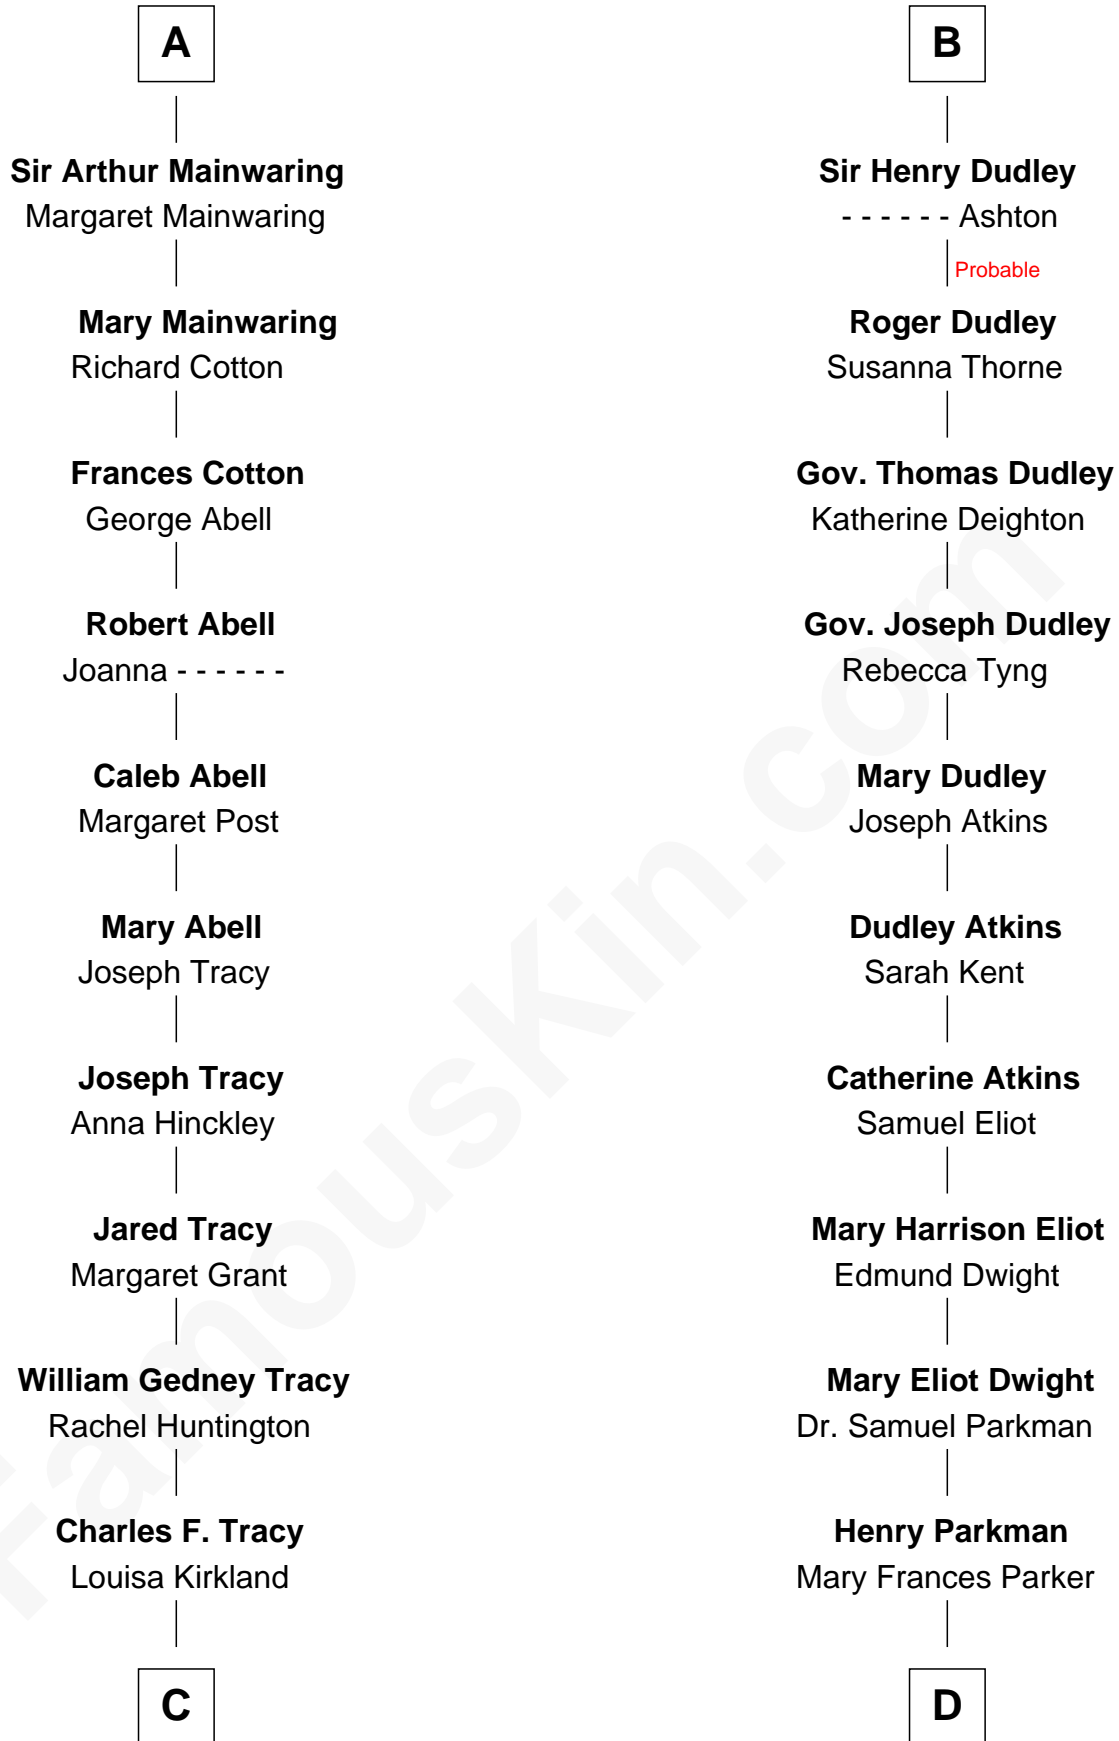 A
Sir Arthur Mainwaring
Margaret Mainwaring
Mary Mainwaring
Richard Cotton
Frances Cotton
George Abell
Robert Abell
Joanna - - - - - -
Caleb Abell
Margaret Post
Mary Abell
Joseph Tracy
Joseph Tracy
Anna Hinckley
Jared Tracy
Margaret Grant
William Gedney Tracy
Rachel Huntington
Charles F. Tracy
Louisa Kirkland
C
B
Sir Henry Dudley
- - - - - - Ashton
Probable
Roger Dudley
Susanna Thorne
Gov. Thomas Dudley
Katherine Deighton
Gov. Joseph Dudley
Rebecca Tyng
Mary Dudley
Joseph Atkins
Dudley Atkins
Sarah Kent
Catherine Atkins
Samuel Eliot
Mary Harrison Eliot
Edmund Dwight
Mary Eliot Dwight
Dr. Samuel Parkman
Henry Parkman
Mary Frances Parker
D
FamousKin.com